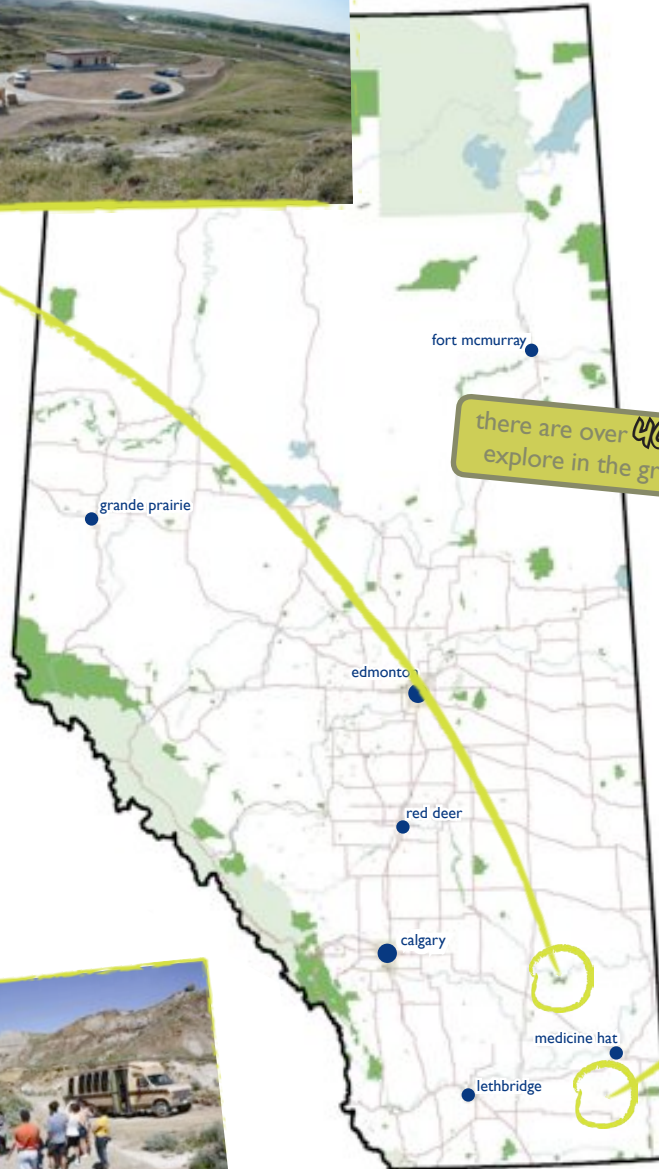 fort mcmurray
there are over
explore in the
grande prairie
edmonton
red deer
calgary
medicine hat
lethbridge